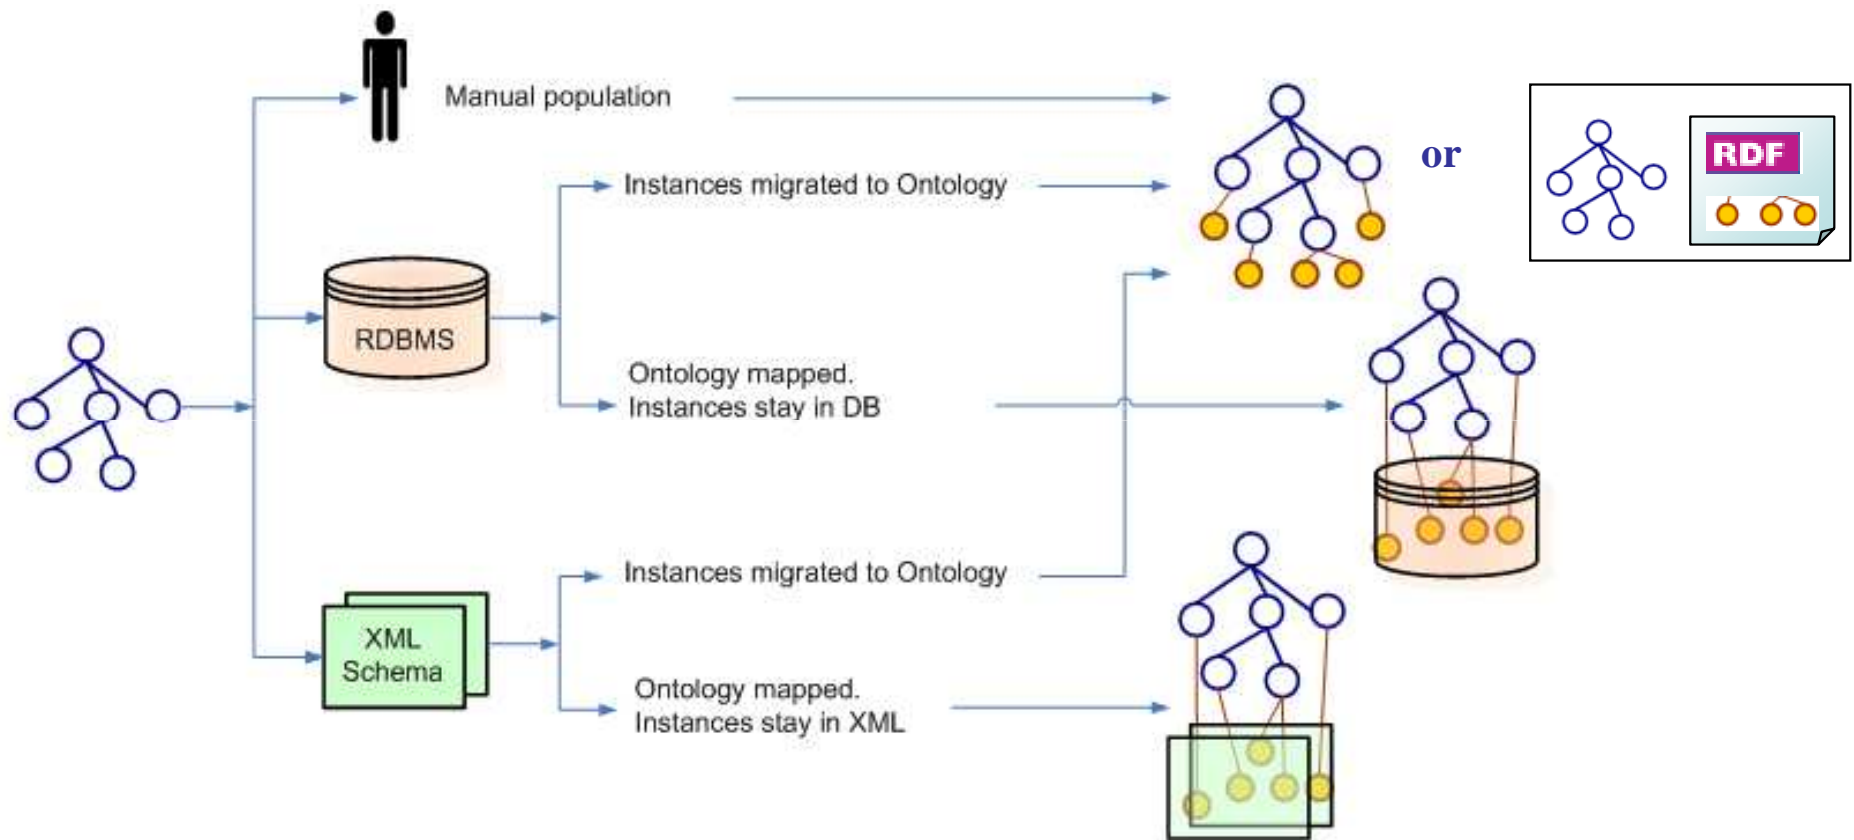 Manual population
or
RDF
Instances migrated to Ontology
RDBMS
Ontology mapped.
Instances stay in DB
Instances migrated to Ontology
XML
Schema
Ontology mapped.
Instances stay in XML